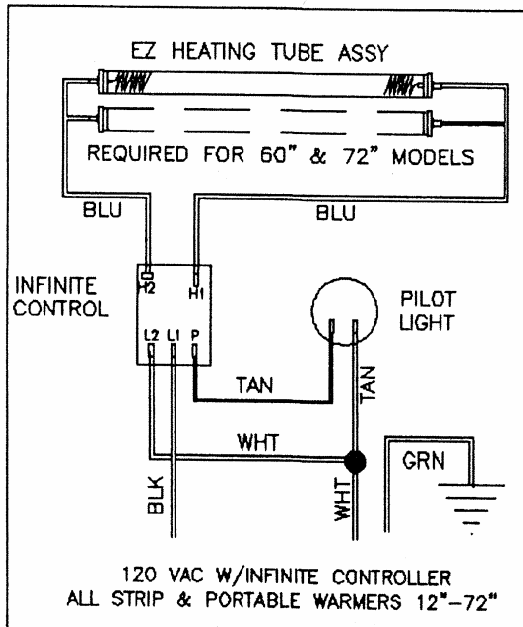 EZ HEATING TUBE ASSY
REQUIRED FOR 60" & 72" MODELS
BLU
BLU
INFINITE
CONTROL
H2
H1
L2 L1 P
PILOT
LIGHT
TAN
TAN
WHT
GRN
BLK
WHT
120 VAC W/INFINITE CONTROLLER
ALL STRIP & PORTABLE WARMERS 12"-72"